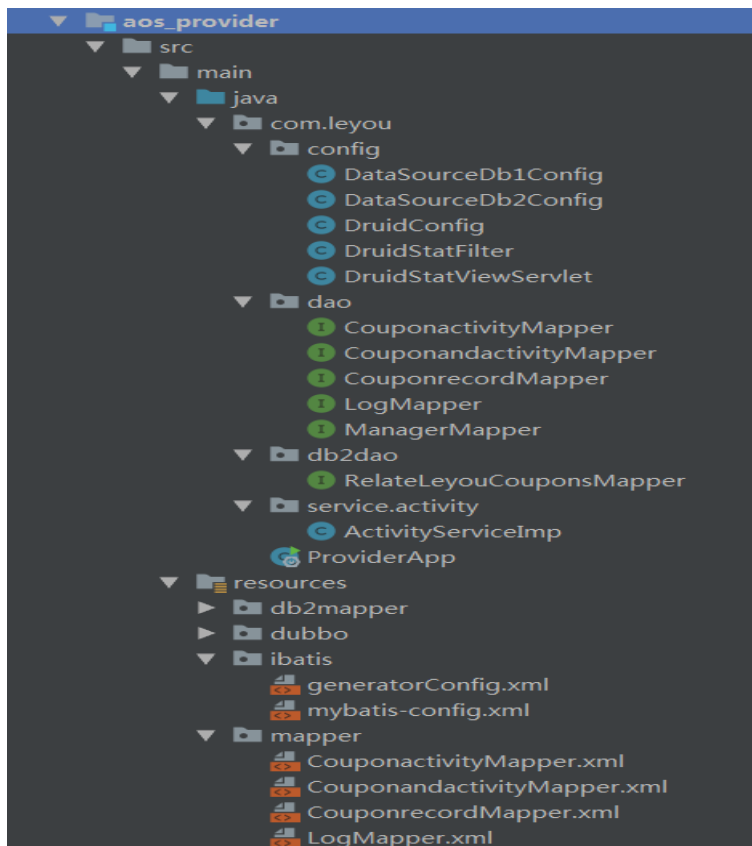 aos_provider
src
main
java
com.leyou
config
DataSourceDb1Config
DataSourceDb2Config
DruidConfig
DruidStatFilter
DruidStatViewServlet
dao
CouponactivityMapper
CouponandactivityMapper
CouponrecordMapper
LogMapper
ManagerMapper
db2dao
RelateLeyouCouponsMapper
service.activity
ActivityServiceImp
ProviderApp
resources
db2mapper
dubbo
ibatis
generatorConfig.xml
mybatis-config.xml
mapper
CouponactivityMapper.xml
CouponandactivityMapper.xml
CouponrecordMapper.xml
LogMapper.xml